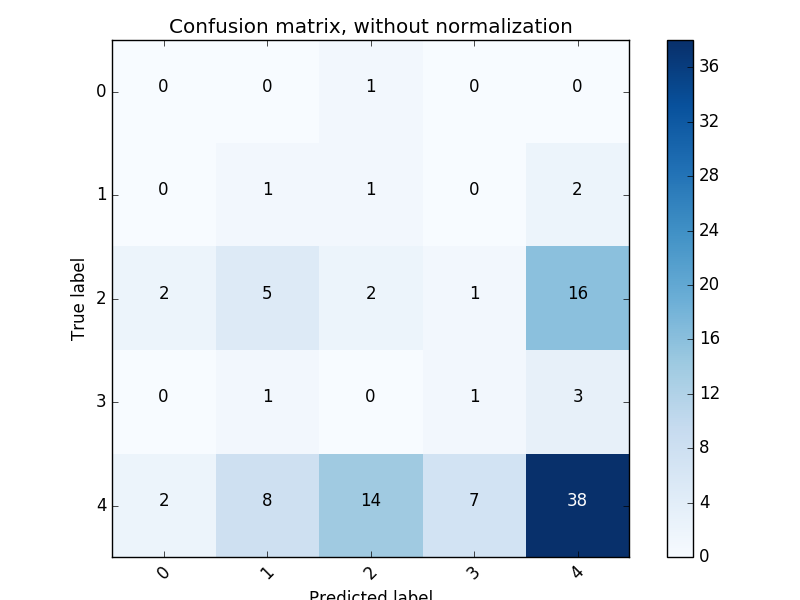 Confusion matrix, without normalization
0 0 0 1 0 0 36
32
1 0 1 1 0 2 28
24
True label
2 2 5 2 1 16 20
16
3 0 1 0 1 3 12
8
4 2 8 14 7 38 4
0
0 1 2 3 4
Predicted label